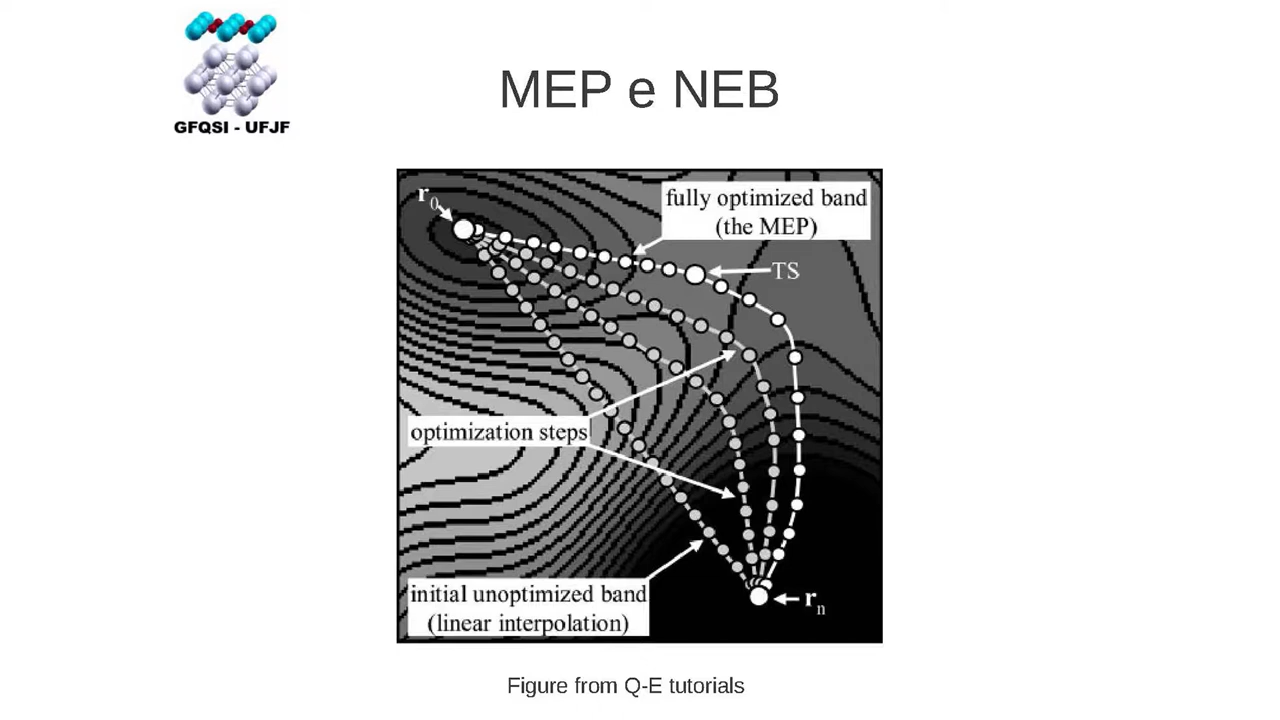 GFQSI - UFJF
MEP e NEB
r0
fully optimized band
(the MEP)
TS
optimization steps
initial unoptimized band
(linear interpolation)
rn
Figure from Q-E tutorials